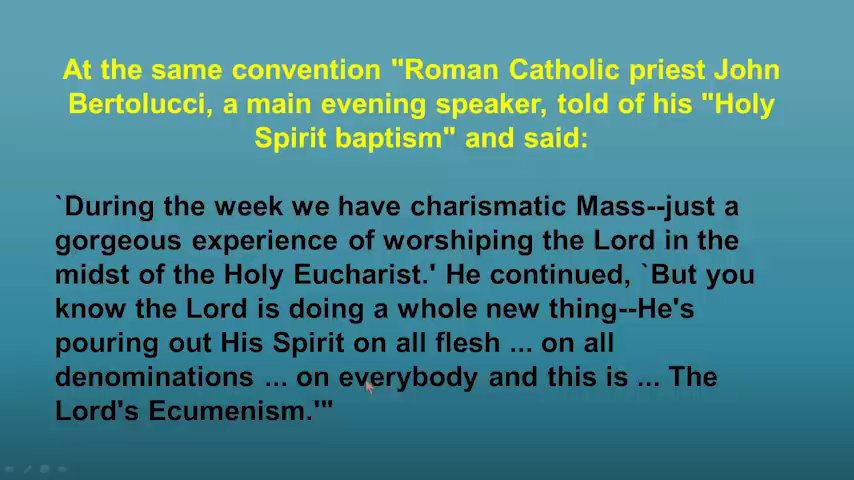 At the same convention "Roman Catholic priest John
Bertolucci, a main evening speaker, told of his "Holy
Spirit baptism" and said:
`During the week we have charismatic Mass--just a
gorgeous experience of worshiping the Lord in the
midst of the Holy Eucharist.' He continued, `But you
know the Lord is doing a whole new thing--He's
pouring out His Spirit on all flesh ... on all
denominations ... on everybody and this is ... The
Lord's Ecumenism.'"